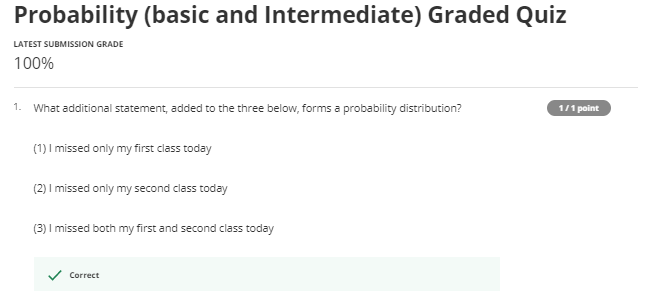 Probability (basic and Intermediate) Graded Quiz
LATEST SUBMISSION GRADE
100%
1. What additional statement, added to the three below, forms a probability distribution? 1 / 1 point
(1) I missed only my first class today
(2) I missed only my second class today
(3) I missed both my first and second class today
Correct